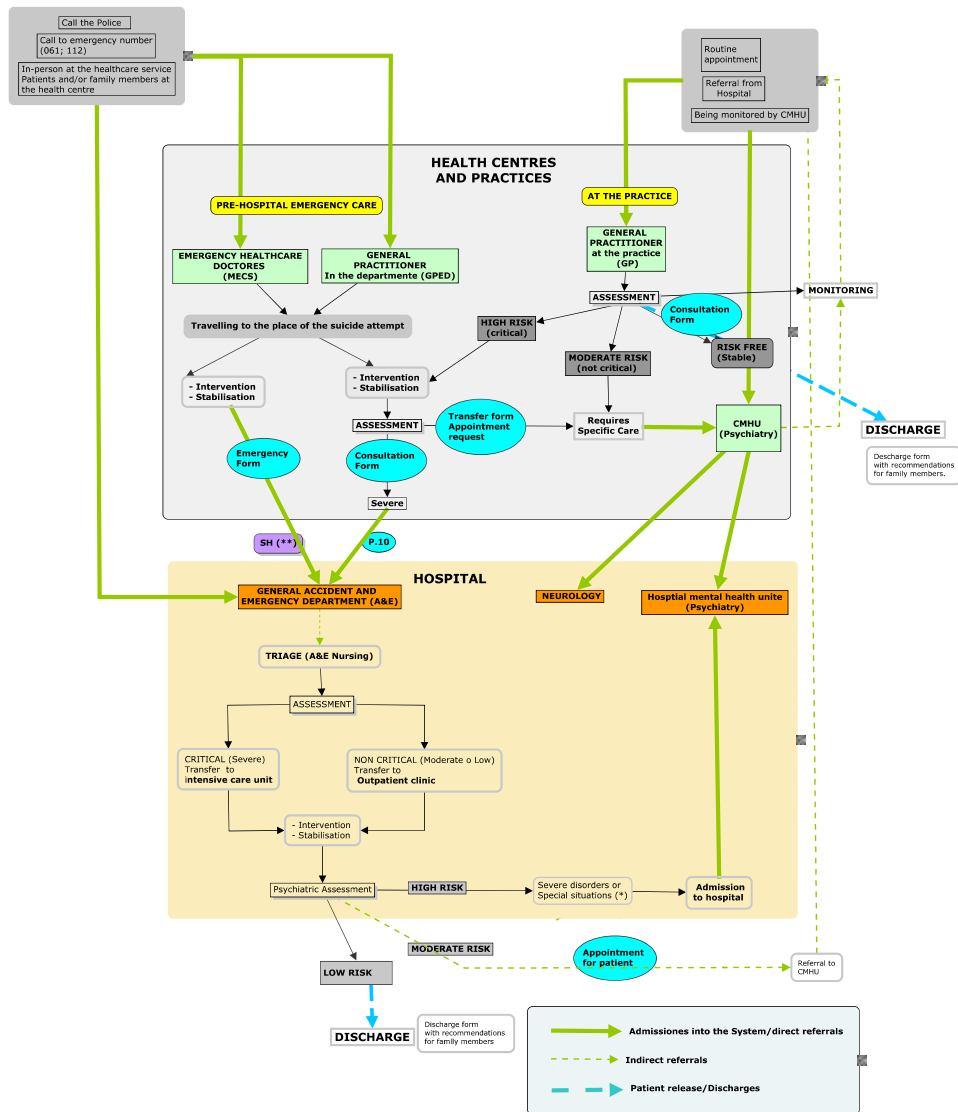 Call the Police
Call to emergency number
(061; 112)
In-person at the healthcare service
Patients and/or family members at
the health centre
Routine
appointment
Referral from
Hospital
Being monitored by CMHU
HEALTH CENTRES
AND PRACTICES
PRE-HOSPITAL EMERGENCY CARE
AT THE PRACTICE
EMERGENCY HEALTHCARE
DOCTORES
(MECS)
GENERAL
PRACTITIONER
In the departmente (GPED)
GENERAL
PRACTITIONER
at the practice
(GP)
ASSESSMENT
MONITORING
Consultation
Form
HIGH RISK
(critical)
Travelling to the place of the suicide attempt
RISK FREE
(Stable)
MODERATE RISK
(not critical)
- Intervention
- Stabilisation
- Intervention
- Stabilisation
ASSESSMENT
Transfer form
Appointment
request
Requires
Specific Care
CMHU
(Psychiatry)
DISCHARGE
Descharge form
with recommendations
for family members.
Emergency
Form
Consultation
Form
Severe
SH (**)
P.10
HOSPITAL
GENERAL ACCIDENT AND
EMERGENCY DEPARTMENT (A&E)
NEUROLOGY
Hosptial mental health unite
(Psychiatry)
TRIAGE (A&E Nursing)
ASSESSMENT
CRITICAL (Severe)
Transfer to
intensive care unit
NON CRITICAL (Moderate o Low)
Transfer to
Outpatient clinic
- Intervention
- Stabilisation
Psychiatric Assessment
HIGH RISK
Severe disorders or
Special situations (*)
Admission
to hospital
MODERATE RISK
Appointment
for patient
Referral to
CMHU
LOW RISK
DISCHARGE
Discharge form
with recommendations
for family members
Admissiones into the System/direct referrals
Indirect referrals
Patient release/Discharges